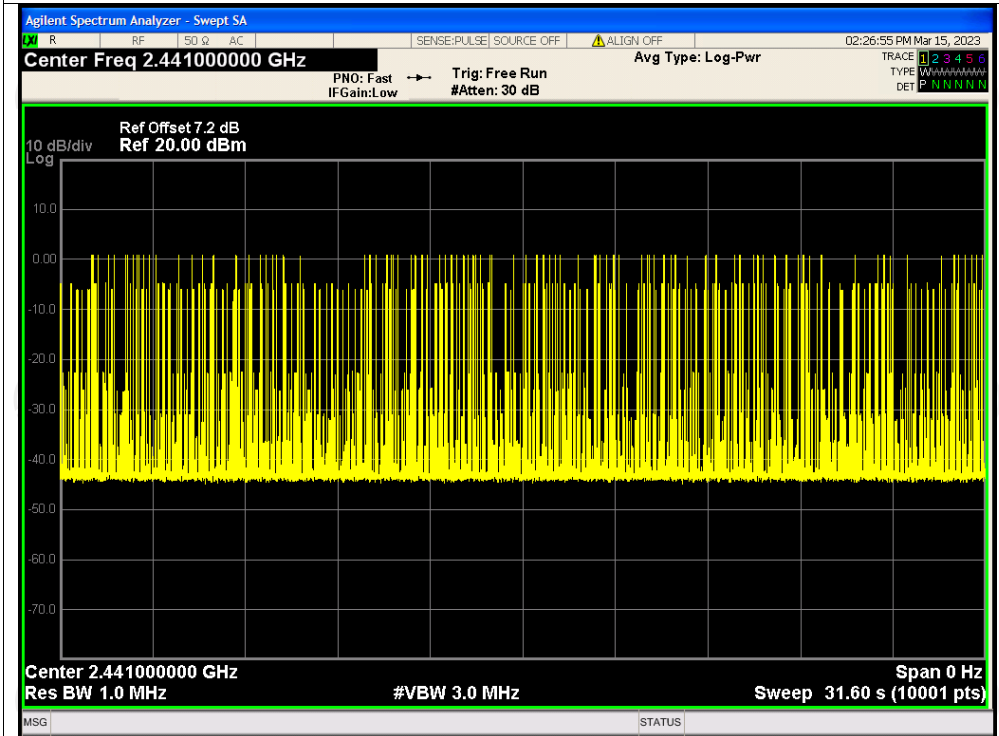 Agilent Spectrum Analyzer - Swept SA
LXI R RF 50 Ω AC SENSE:PULSE SOURCE OFF ALIGN OFF 02:26:55 PM Mar 15, 2023
Center Freq 2.441000000 GHz Avg Type: Log-Pwr TRACE 1 2 3 4 5 6
PNO: Fast Trig: Free Run TYPE W
IFGain:Low #Atten: 30 dB DET P N N N N N
Ref Offset 7.2 dB
10 dB/div Ref 20.00 dBm
Log
10.0
0.00
-10.0
-20.0
-30.0
-40.0
-50.0
-60.0
-70.0
Center 2.441000000 GHz Span 0 Hz
Res BW 1.0 MHz #VBW 3.0 MHz Sweep 31.60 s (10001 pts)
MSG STATUS